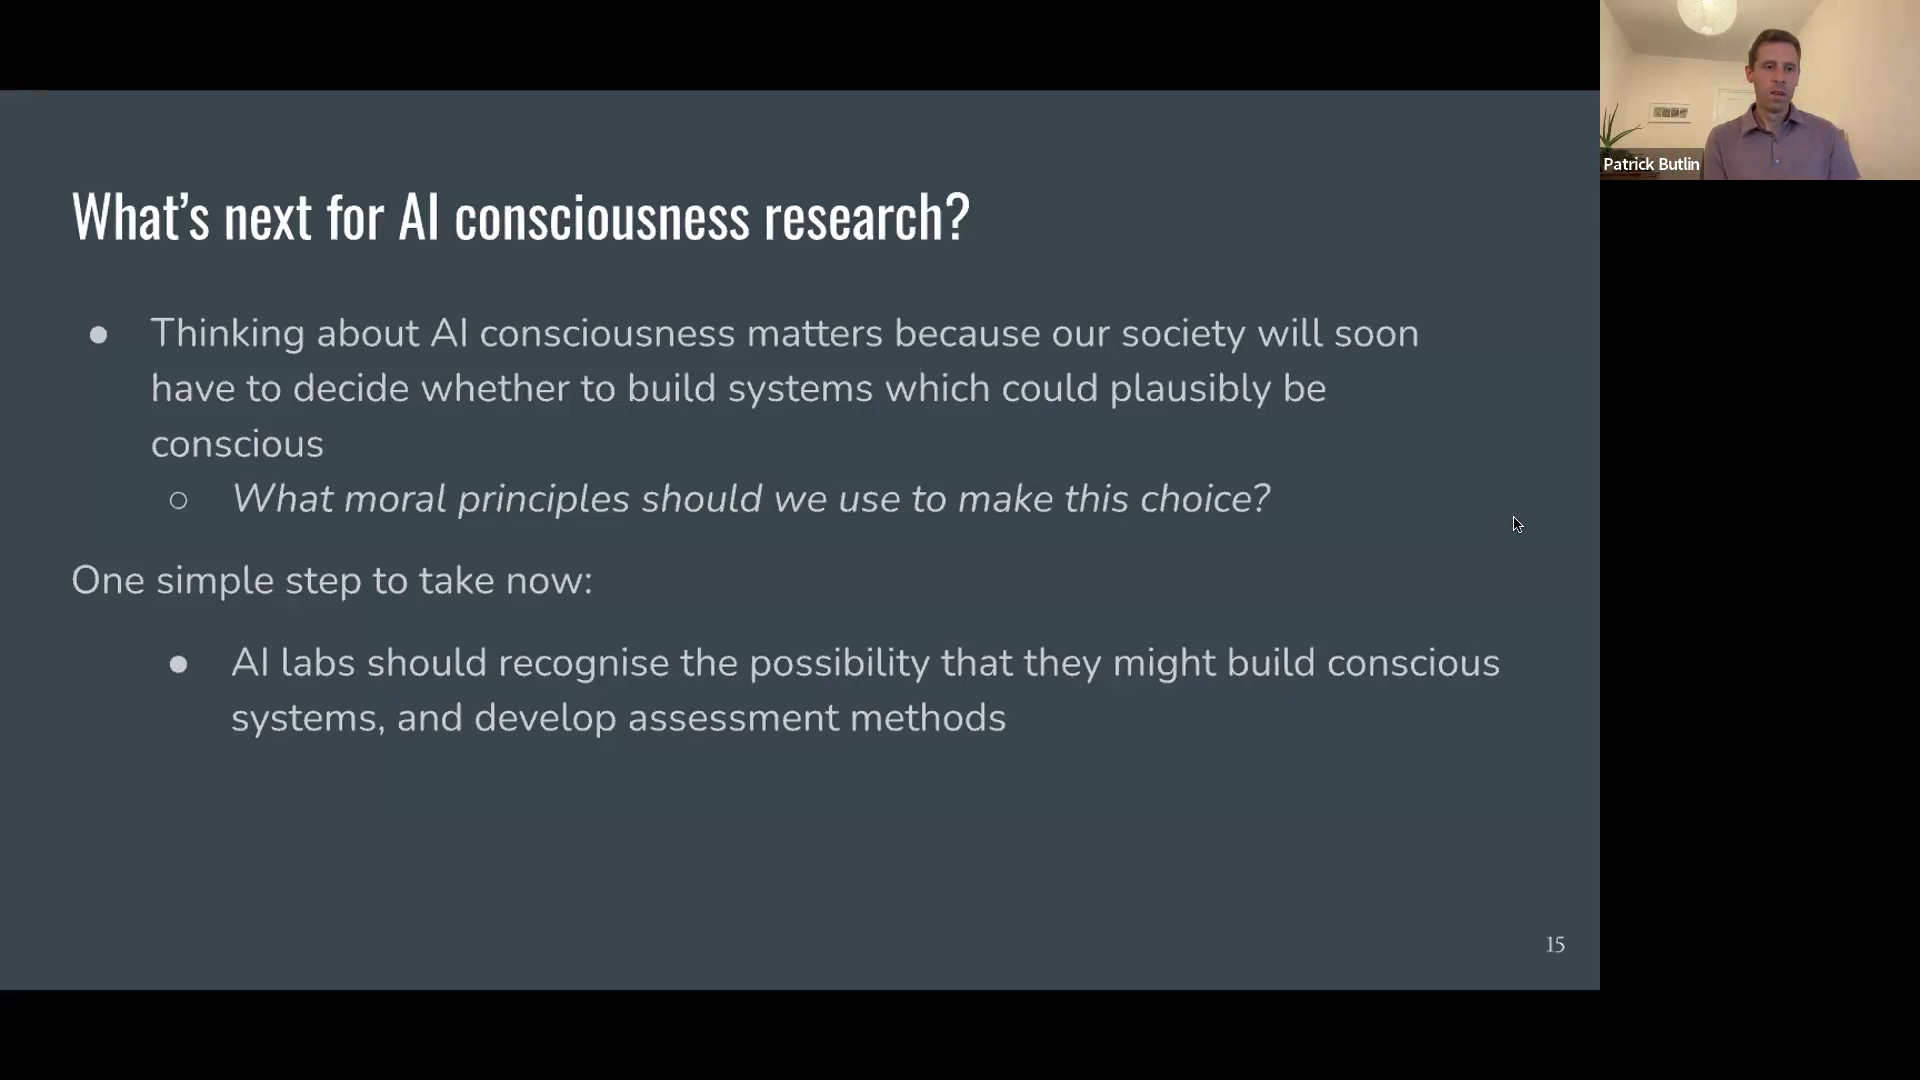 What's next for AI consciousness research?
● Thinking about AI consciousness matters because our society will soon
have to decide whether to build systems which could plausibly be
conscious
○ What moral principles should we use to make this choice?
One simple step to take now:
● AI labs should recognise the possibility that they might build conscious
systems, and develop assessment methods
15
Patrick Butlin